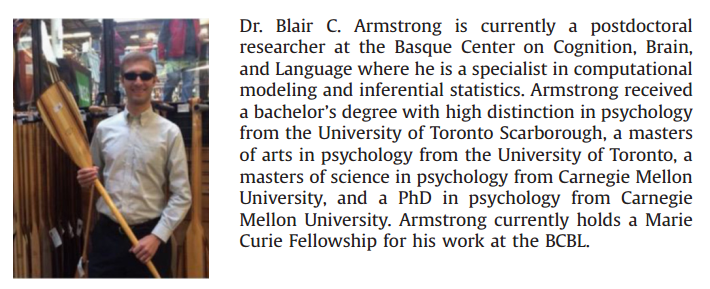 Dr. Blair C. Armstrong is currently a postdoctoral
researcher at the Basque Center on Cognition, Brain,
and Language where he is a specialist in computational
modeling and inferential statistics. Armstrong received
a bachelor's degree with high distinction in psychology
from the University of Toronto Scarborough, a masters
of arts in psychology from the University of Toronto, a
masters of science in psychology from Carnegie Mellon
University, and a PhD in psychology from Carnegie
Mellon University. Armstrong currently holds a Marie
Curie Fellowship for his work at the BCBL.